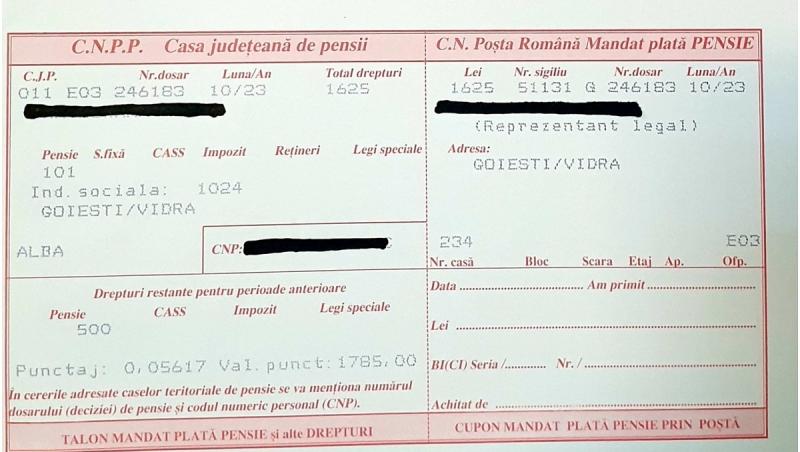 C.N.P.P. Casa județeană de pensii
C.J.P. Nr.dosar Luna/An Total drepturi
011 E03 246183 10/23 1625
Pensie S.fixă CASS Impozit Rețineri Legi speciale
101
Ind. sociala: 1024
GOIESTI/VIDRA
ALBA
CNP:
Drepturi restante pentru perioade anterioare
Pensie CASS Impozit Legi speciale
500
Punctaj: 0,05617 Val. punct: 1785,00
În cererile adresate caselor teritoriale de pensie se va menționa numărul
dosarului (deciziei) de pensie și codul numeric personal (CNP).
TALON MANDAT PLATĂ PENSIE și alte DREPTURI
C.N. Poșta Română Mandat plată PENSIE
Lei Nr. sigiliu Nr.dosar Luna/An
1625 51131 G 246183 10/23
(Reprezentant legal)
Adresa:
GOIESTI/VIDRA
234 E03
Nr. casă Bloc Scara Etaj Ap. Ofp.
Data .......... Am primit ..........
Lei ..........
BI(CI) Seria /.......... Nr. /..........
Achitat de ..........
CUPON MANDAT PLATĂ PENSIE PRIN POȘTĂ